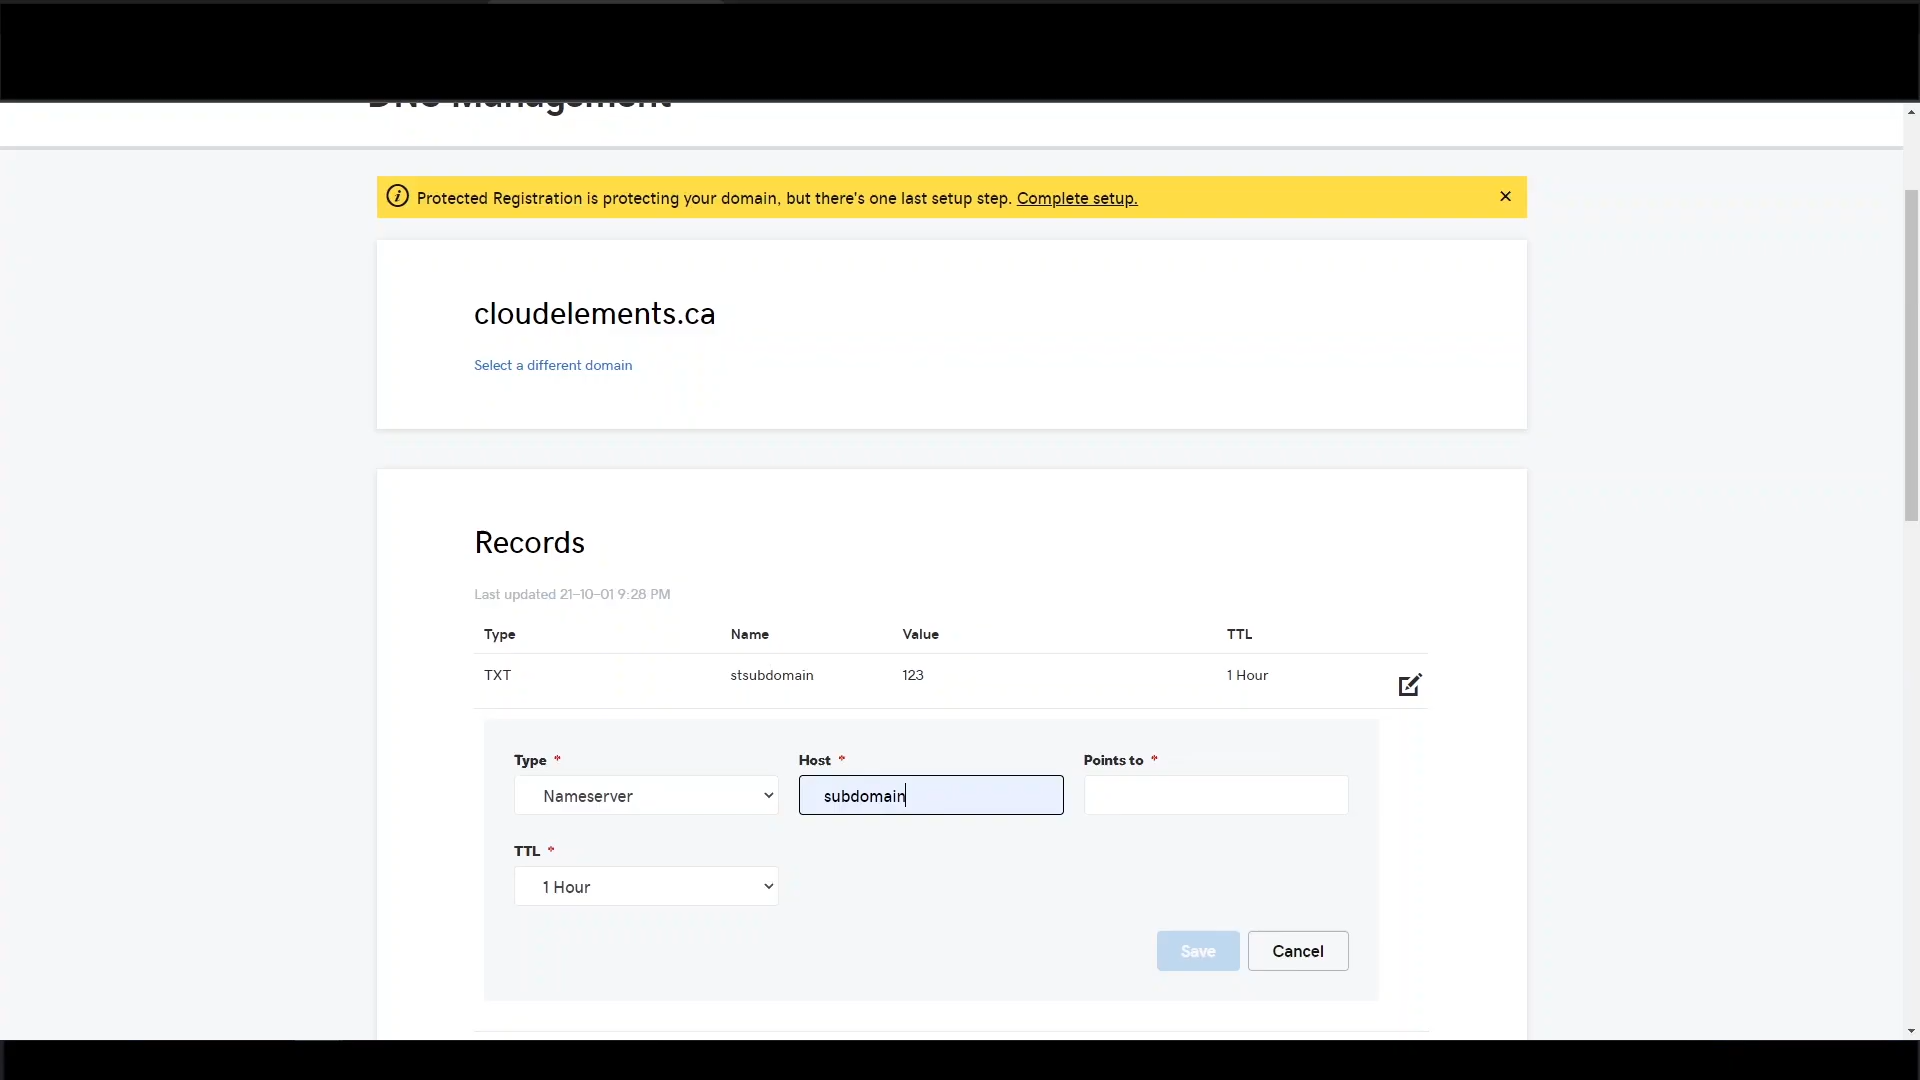 DNS Management
Protected Registration is protecting your domain, but there's one last setup step. Complete setup.
cloudelements.ca
Select a different domain
Records
Last updated 21-10-01 9:28 PM
Type Name Value TTL
TXT stsubdomain 123 1 Hour
Type * Host * Points to *
Nameserver subdomain
TTL *
1 Hour
Save Cancel